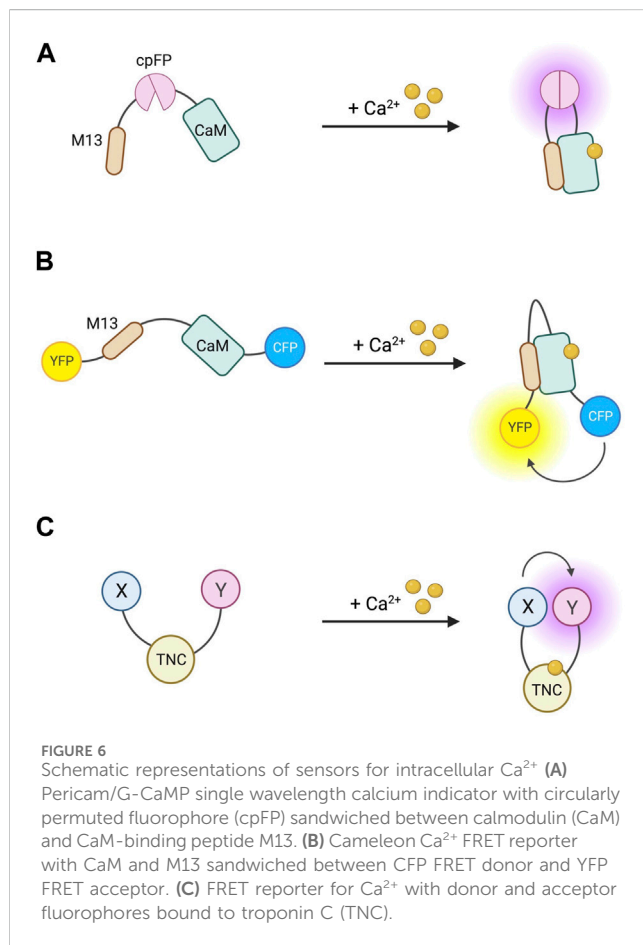 A
cpFP
M13
CaM
+ Ca²⁺
B
YFP
M13
CaM
CFP
+ Ca²⁺
YFP
CFP
C
X
Y
TNC
+ Ca²⁺
X
Y
TNC
FIGURE 6
Schematic representations of sensors for intracellular Ca²⁺ (A)
Pericam/G-CaMP single wavelength calcium indicator with circularly
permuted fluorophore (cpFP) sandwiched between calmodulin (CaM)
and CaM-binding peptide M13. (B) Cameleon Ca²⁺ FRET reporter
with CaM and M13 sandwiched between CFP FRET donor and YFP
FRET acceptor. (C) FRET reporter for Ca²⁺ with donor and acceptor
fluorophores bound to troponin C (TNC).